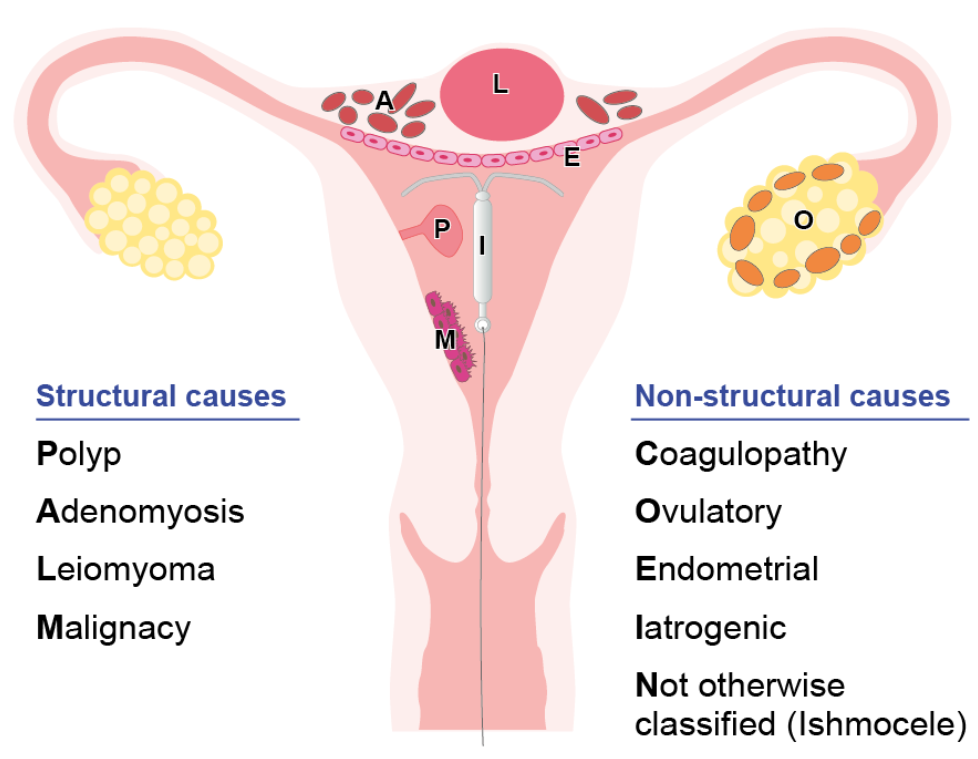 L
A
E
P
I
O
M
Structural causes
Polyp
Adenomyosis
Leiomyoma
Malignacy
Non-structural causes
Coagulopathy
Ovulatory
Endometrial
Iatrogenic
Not otherwise
classified (Ishmocele)